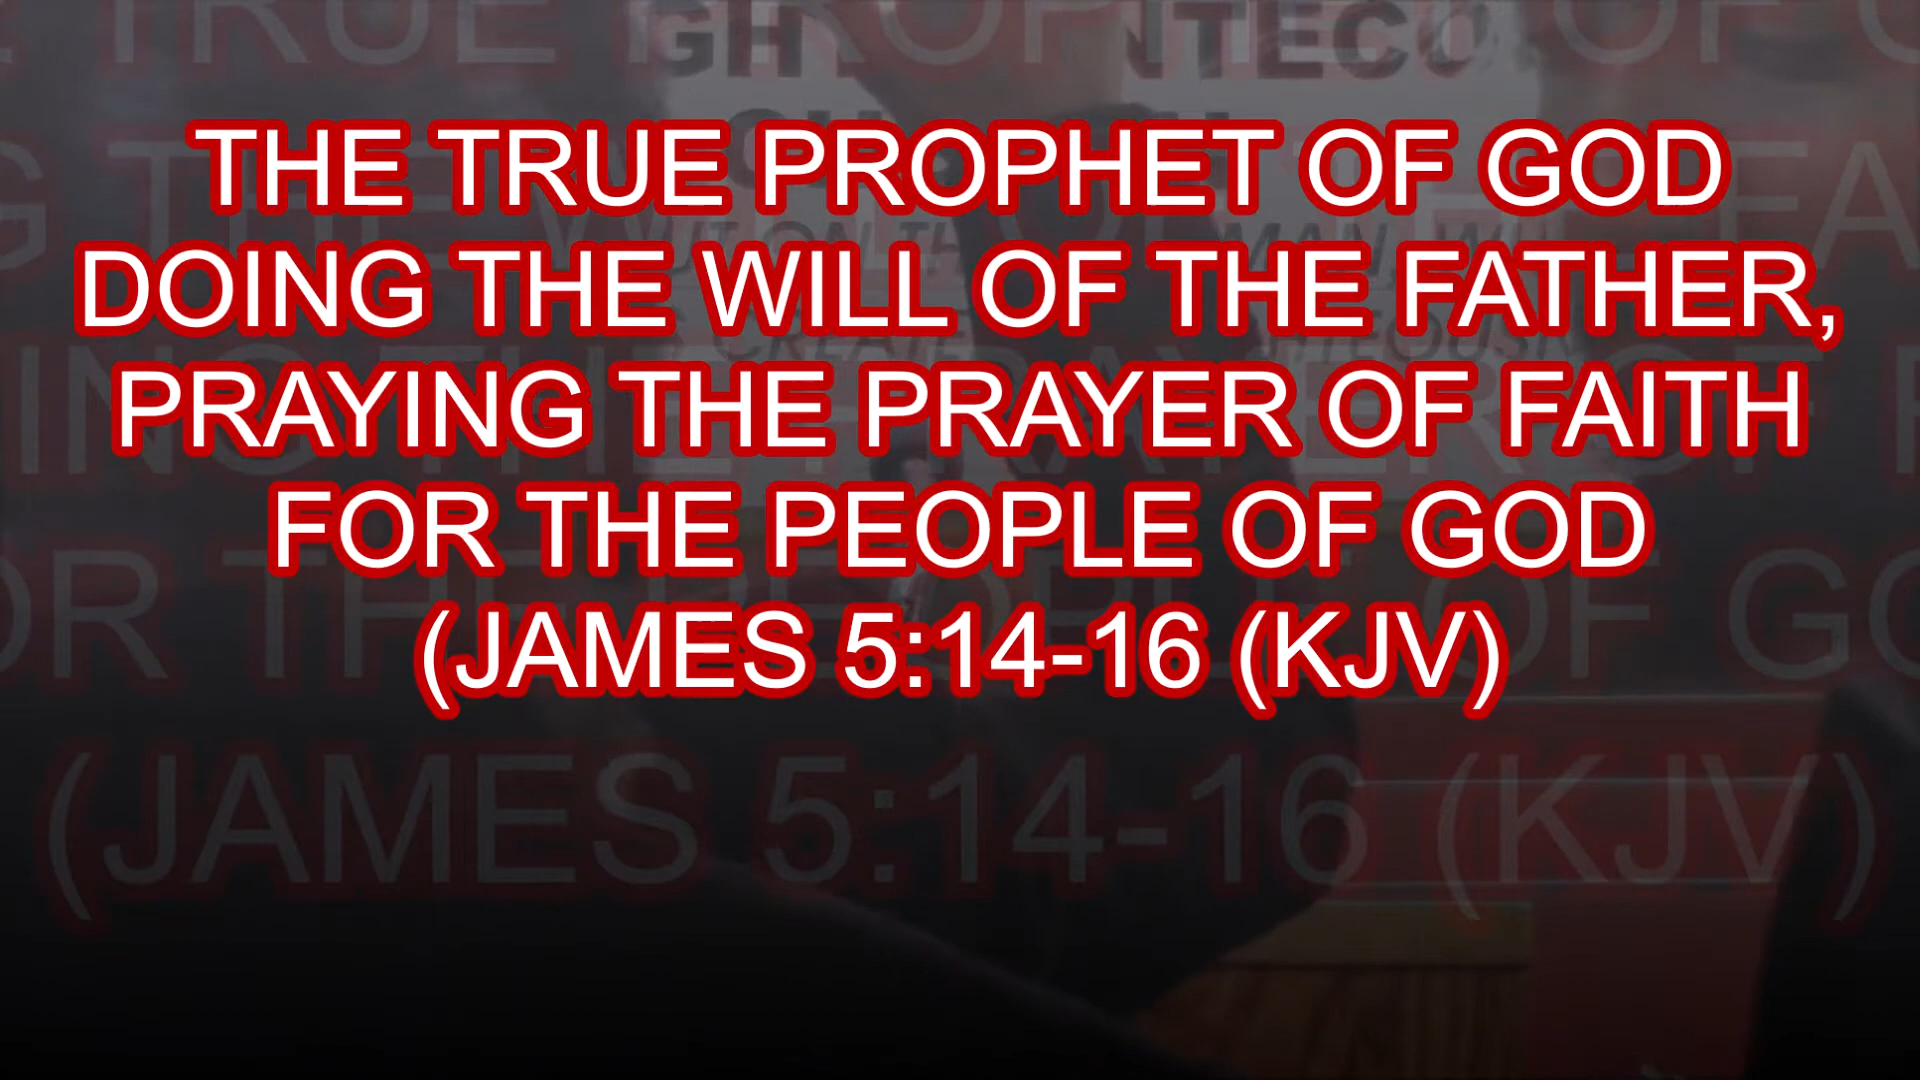 THE TRUE PROPHET OF GOD
DOING THE WILL OF THE FATHER,
PRAYING THE PRAYER OF FAITH
FOR THE PEOPLE OF GOD
(JAMES 5:14-16 (KJV)
(JAMES 5:14-16 (KJV)